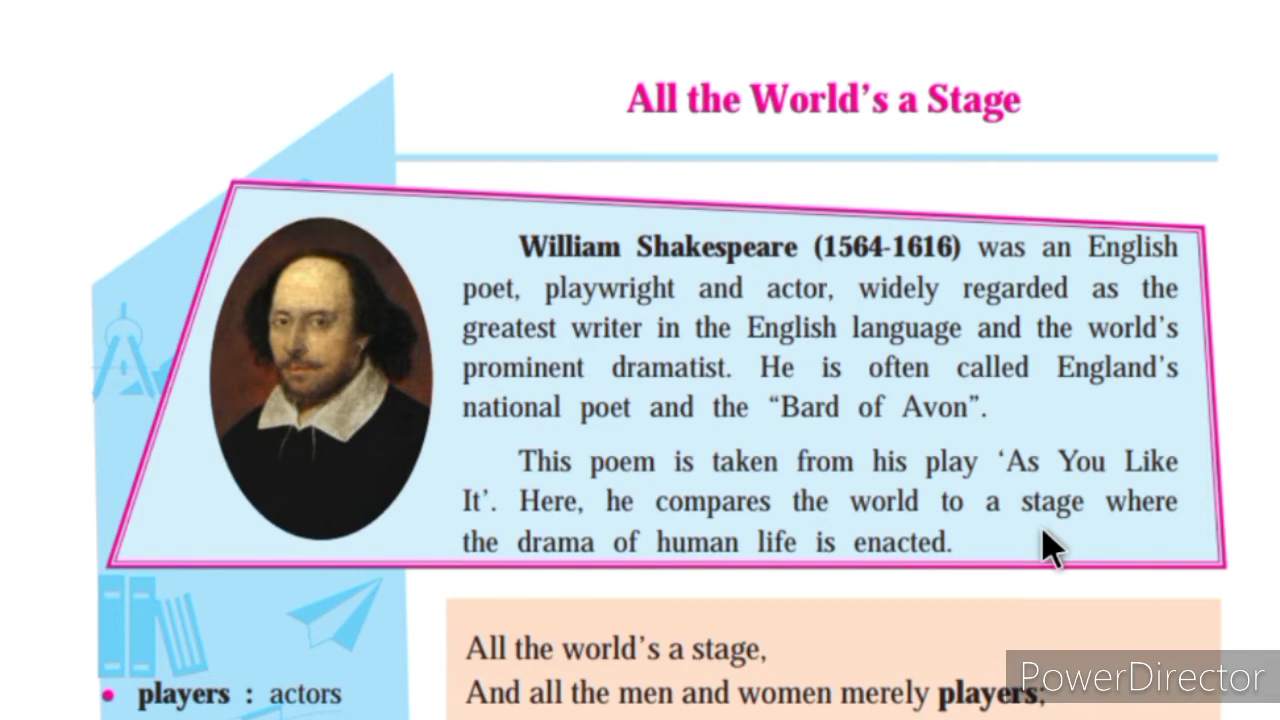 All the World's a Stage
William Shakespeare (1564-1616) was an English
poet, playwright and actor, widely regarded as the
greatest writer in the English language and the world's
prominent dramatist. He is often called England's
national poet and the “Bard of Avon”.
This poem is taken from his play ‘As You Like
It’. Here, he compares the world to a stage where
the drama of human life is enacted.
All the world's a stage,
And all the men and women merely players;
• players : actors
PowerDirector